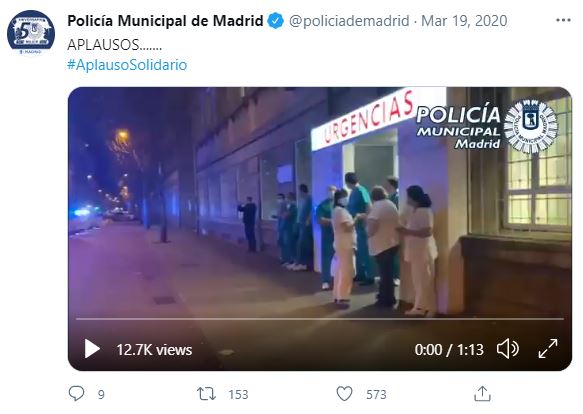 Policía Municipal de Madrid @policiademadrid · Mar 19, 2020
APLAUSOS.......
#AplausoSolidario
URGENCIAS
POLICÍA
MUNICIPAL
Madrid
12.7K views
0:00 / 1:13
9 153 573